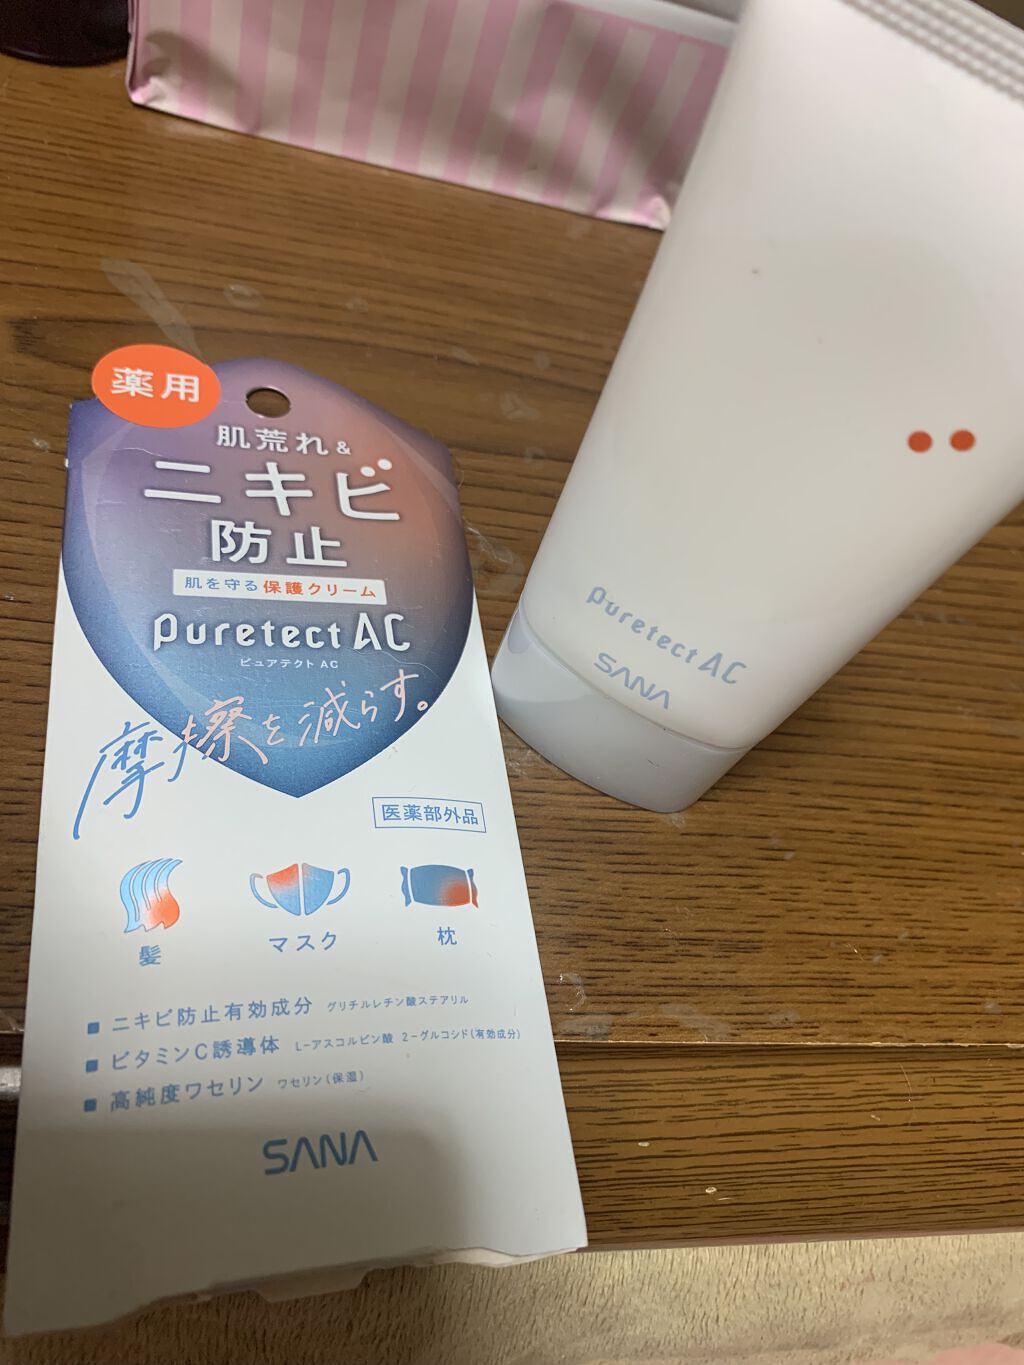 薬用
肌荒れ&
ニキビ
防止
肌を守る保護クリーム
puretect AC
ピュアテクト AC
摩擦を減らす。
医薬部外品
髪
マスク
枕
■ ニキビ防止有効成分 グリチルレチン酸ステアリル
■ ビタミンC誘導体 L-アスコルビン酸 2-グルコシド(有効成分)
■ 高純度ワセリン ワセリン(保湿)
SANA
puretect AC
SANA